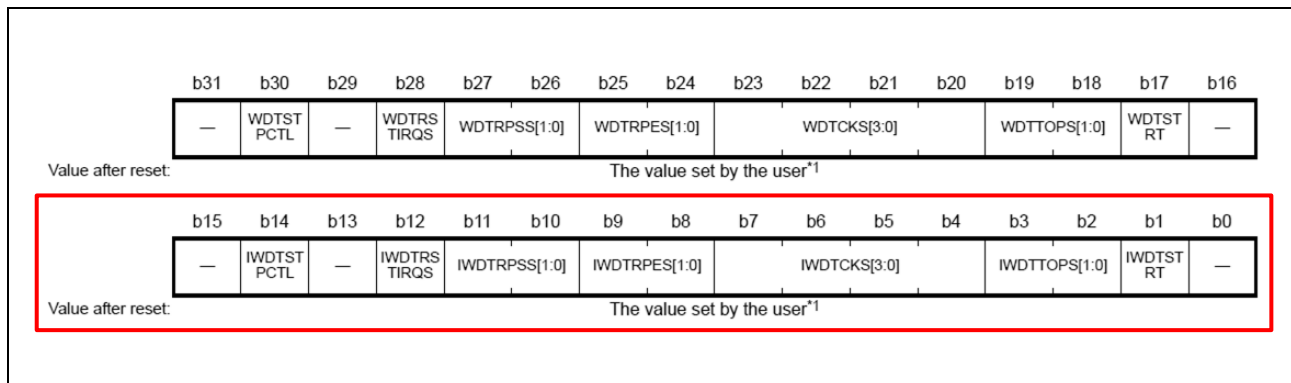 b31 b30 b29 b28 b27 b26 b25 b24 b23 b22 b21 b20 b19 b18 b17 b16
— WDTST PCTL — WDTRS TIRQS WDTRPSS[1:0] WDTRPES[1:0] WDTCKS[3:0] WDTTOPS[1:0] WDTST RT —
Value after reset: The value set by the user*1
b15 b14 b13 b12 b11 b10 b9 b8 b7 b6 b5 b4 b3 b2 b1 b0
— IWDTST PCTL — IWDTRS TIRQS IWDTRPSS[1:0] IWDTRPES[1:0] IWDTCKS[3:0] IWDTTOPS[1:0] IWDTST RT —
Value after reset: The value set by the user*1